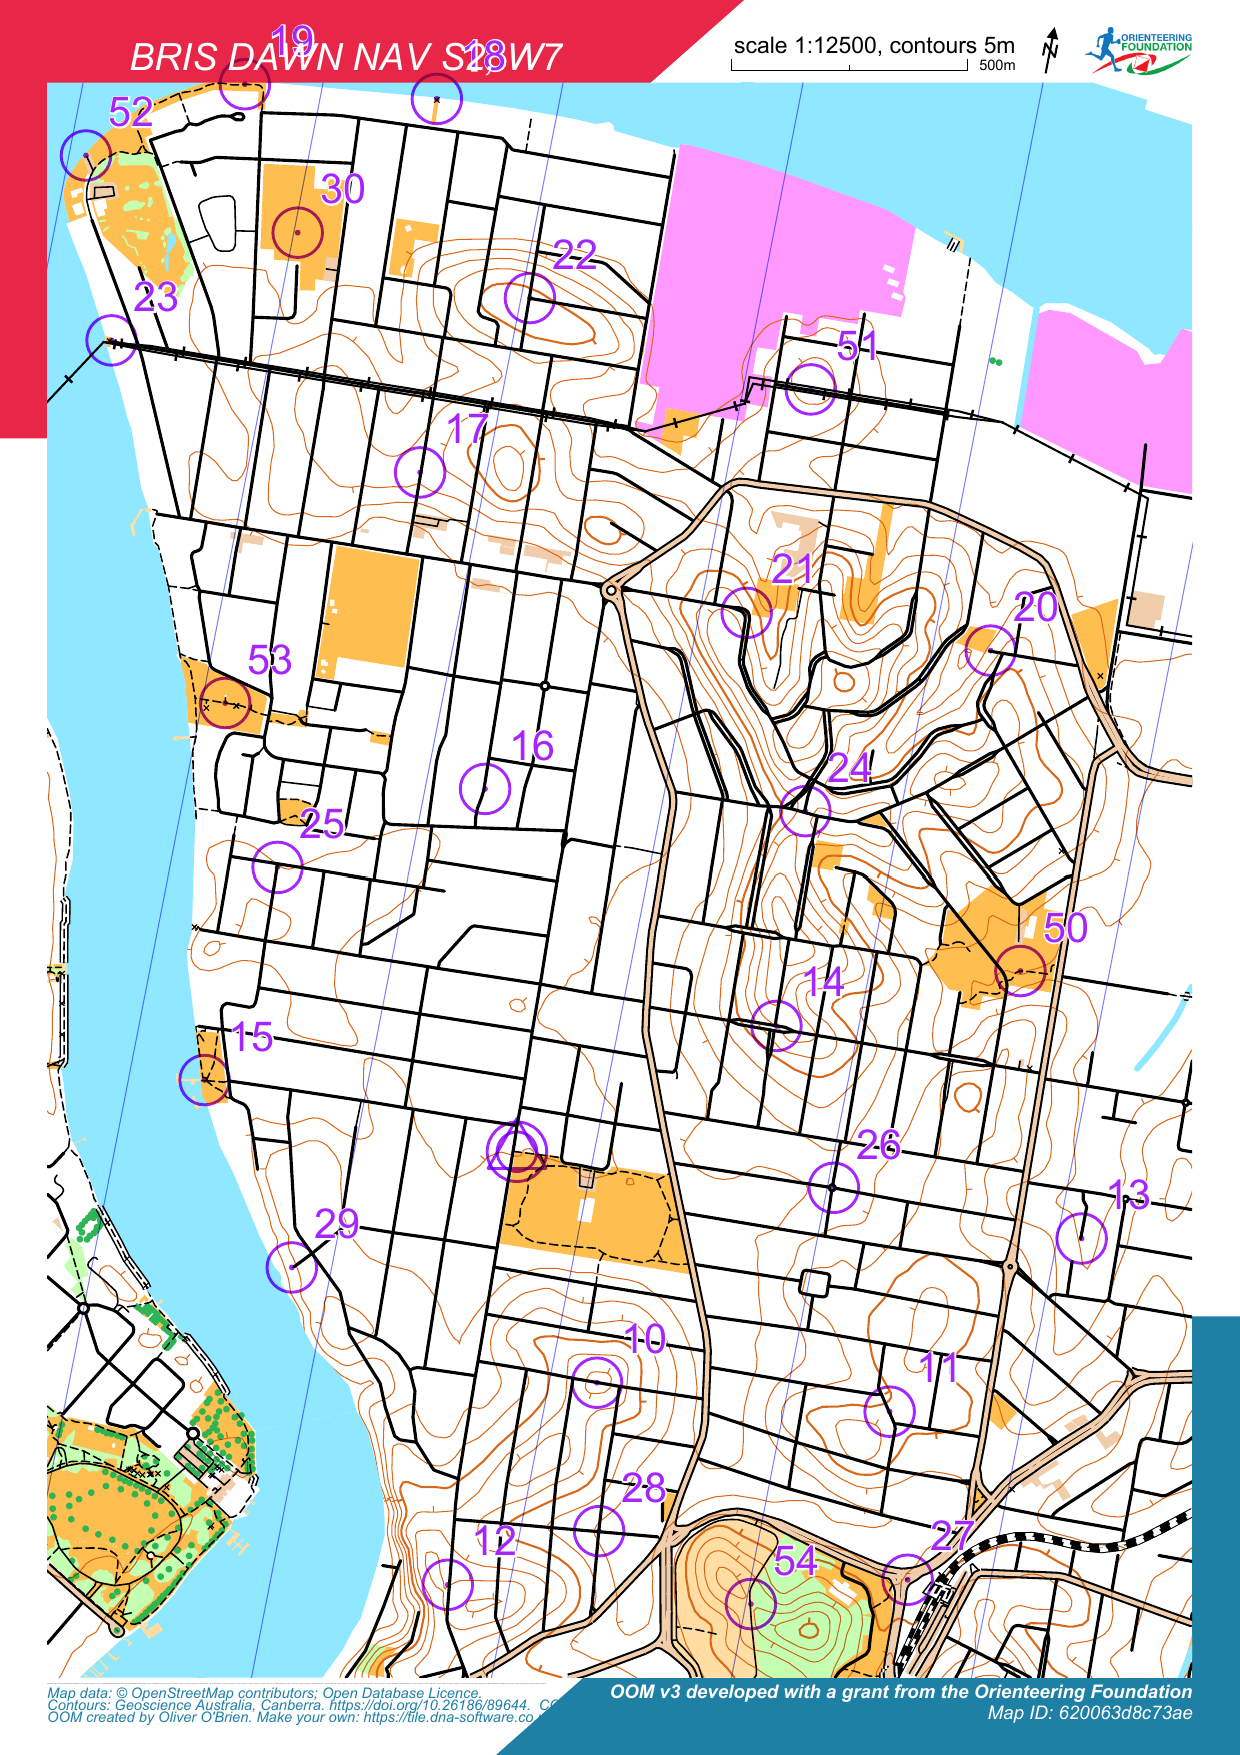 BRIS DAWN NAV S28W7
scale 1:12500, contours 5m
500m
N
ORIENTEERING
FOUNDATION
19
18
52
30
22
23
51
17
21
20
53
16
24
25
50
14
15
26
13
29
10
11
28
12
27
54
Map data: © OpenStreetMap contributors; Open Database Licence.
Contours: Geoscience Australia, Canberra. https://doi.org/10.26186/89644. CC
OOM created by Oliver O'Brien. Make your own: https://tile.dna-software.co.
OOM v3 developed with a grant from the Orienteering Foundation
Map ID: 620063d8c73ae